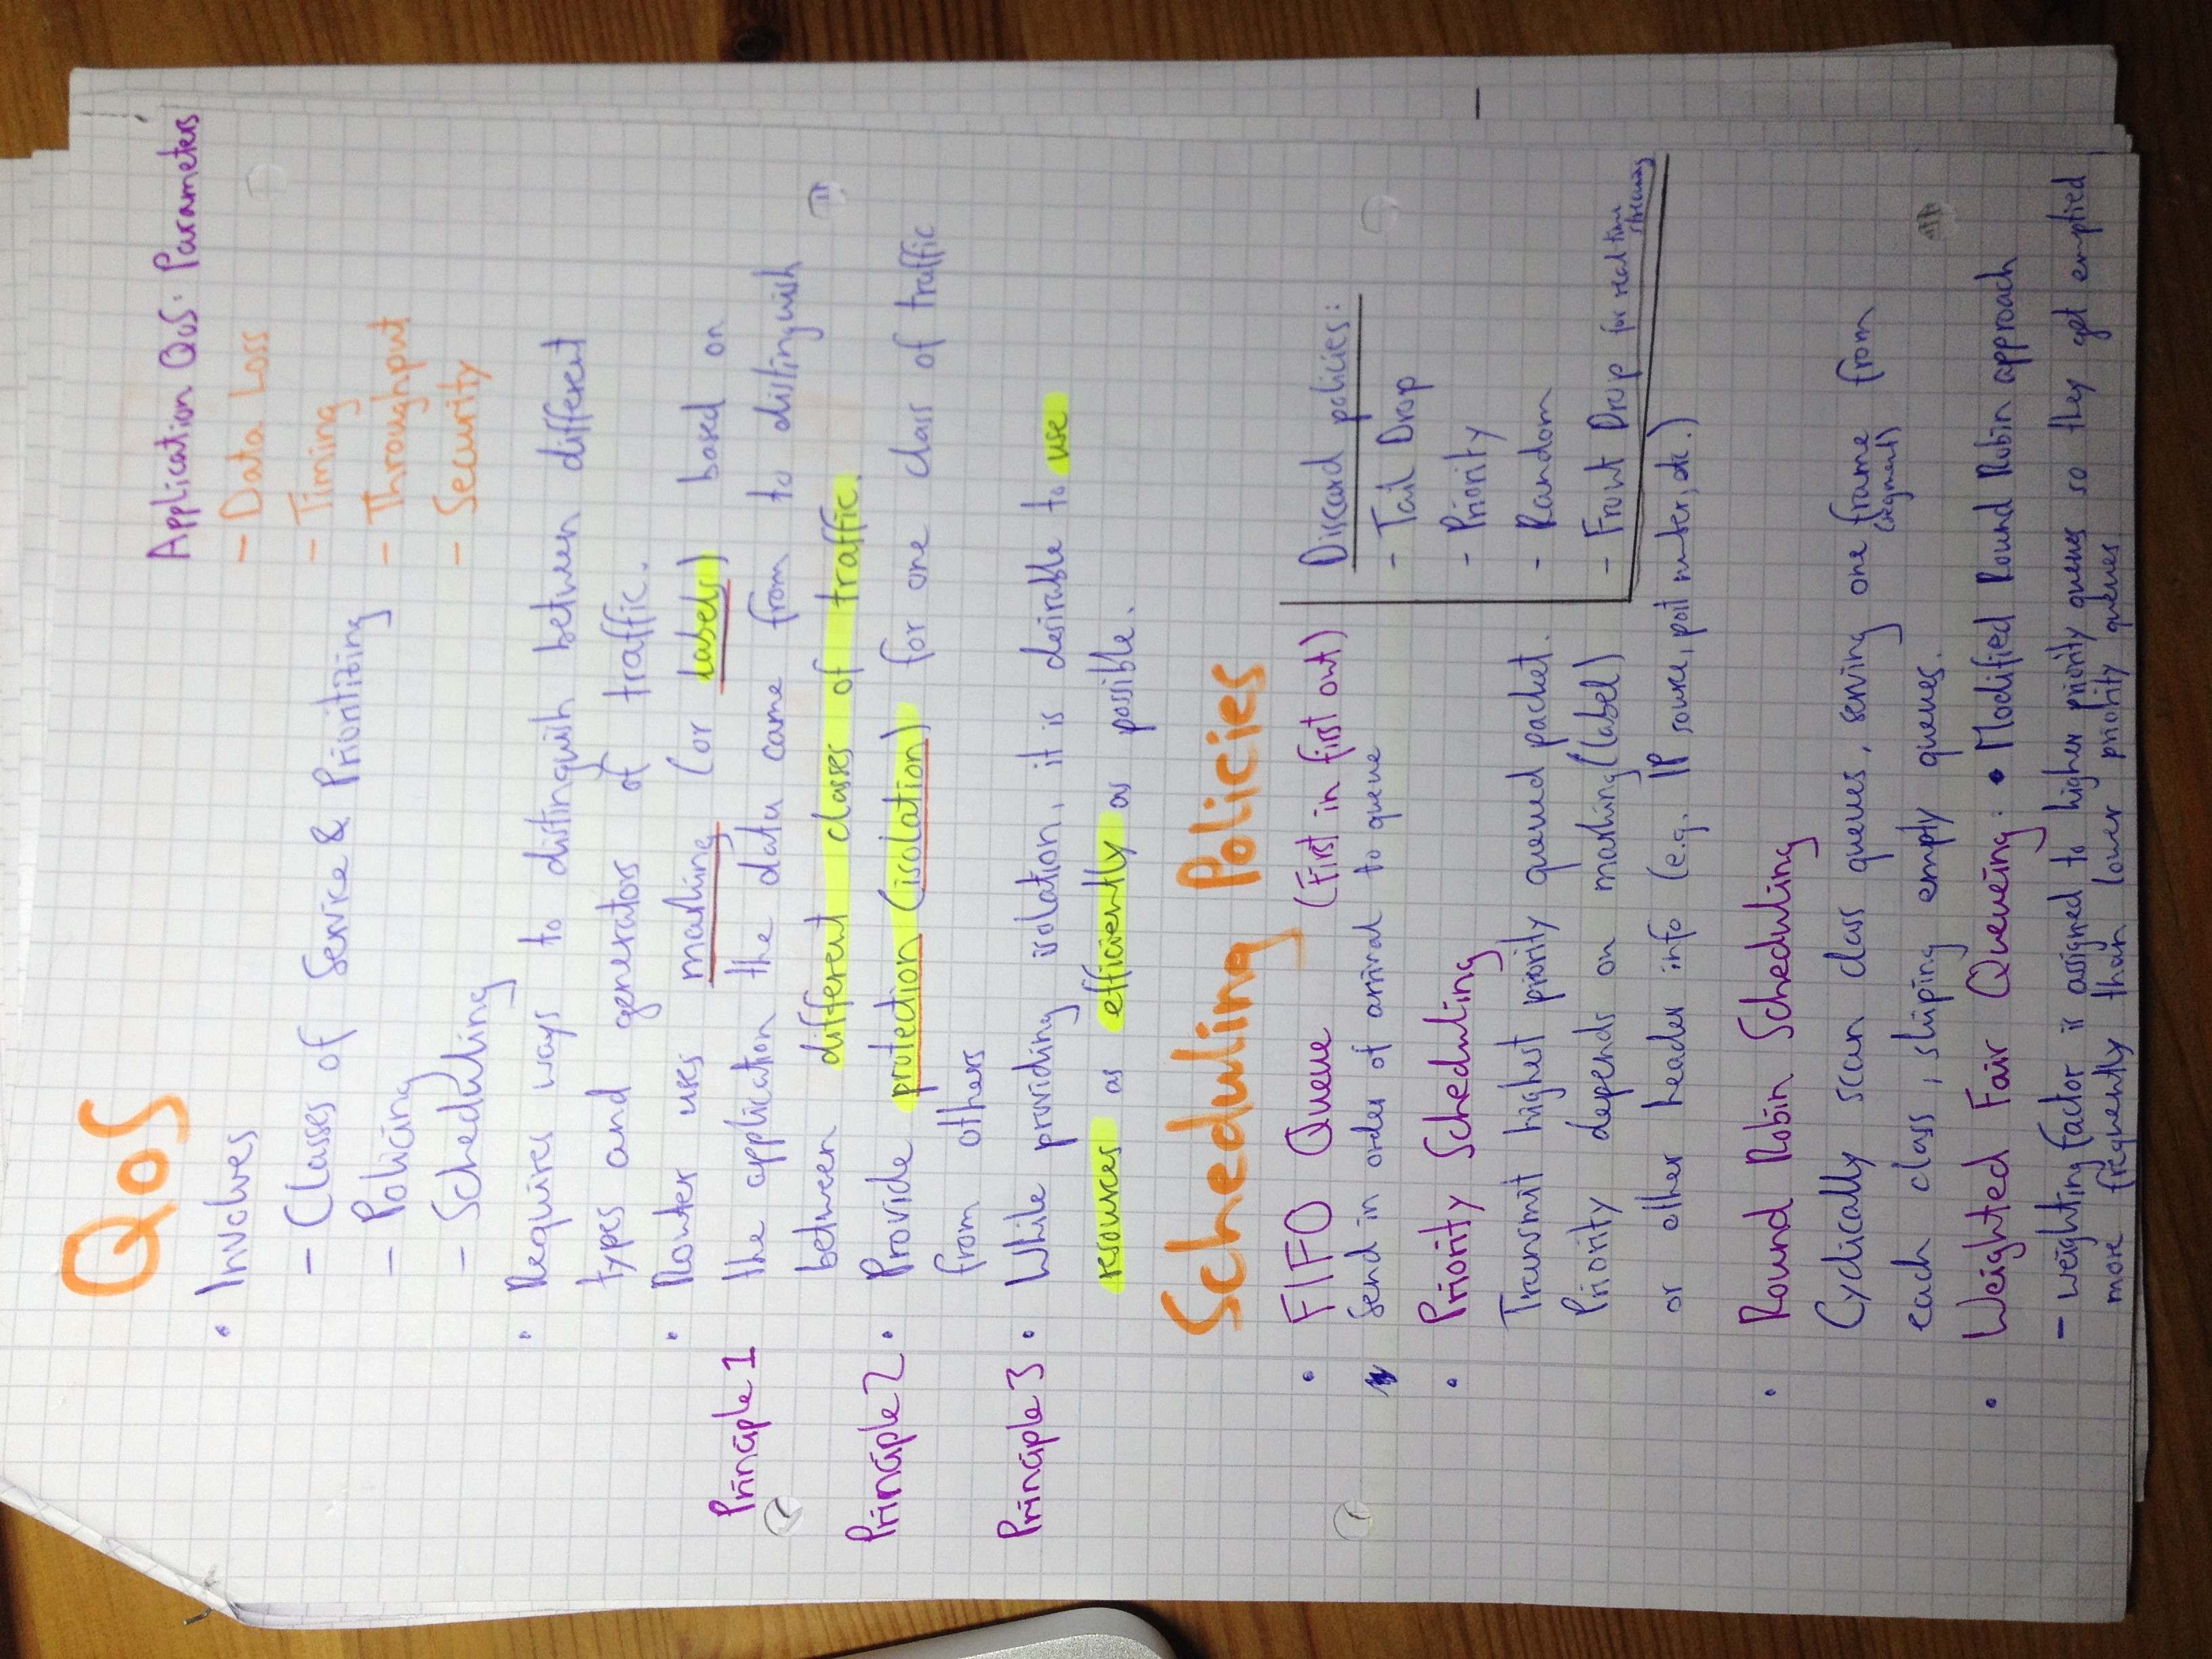 QoS
Application QoS: Parameters
• Involves
- Classes of Service & Prioritizing
- Policing
- Scheduling
- Data Loss
- Timing
- Throughput
- Security
• Requires ways to distinguish between different
types and generators of traffic.
Principle 1 • Router uses marking (or labels) based on
the application the data came from to distinguish
between different classes of traffic.
Principle 2 • Provide protection (isolation) for one class of traffic
from others
Principle 3 • While providing isolation, it is desirable to use
resources as efficiently as possible.
Scheduling Policies
• FIFO Queue (First in first out)
Send in order of arrival to queue
• Priority Scheduling
Transmit highest priority queued packet.
Priority depends on marking (label)
or other header info (e.g. IP source, port number, etc.)
Discard policies:
- Tail Drop
- Priority
- Random
- Front Drop for real time streaming
• Round Robin Scheduling
Cyclically scan class queues, serving one frame from
(segment)
each class, skiping empty queues.
• Weighted Fair Queueing: • Modified Round Robin approach
- weighting factor is assigned to higher priority queues so they get emptied
more frequently than lower priority queues